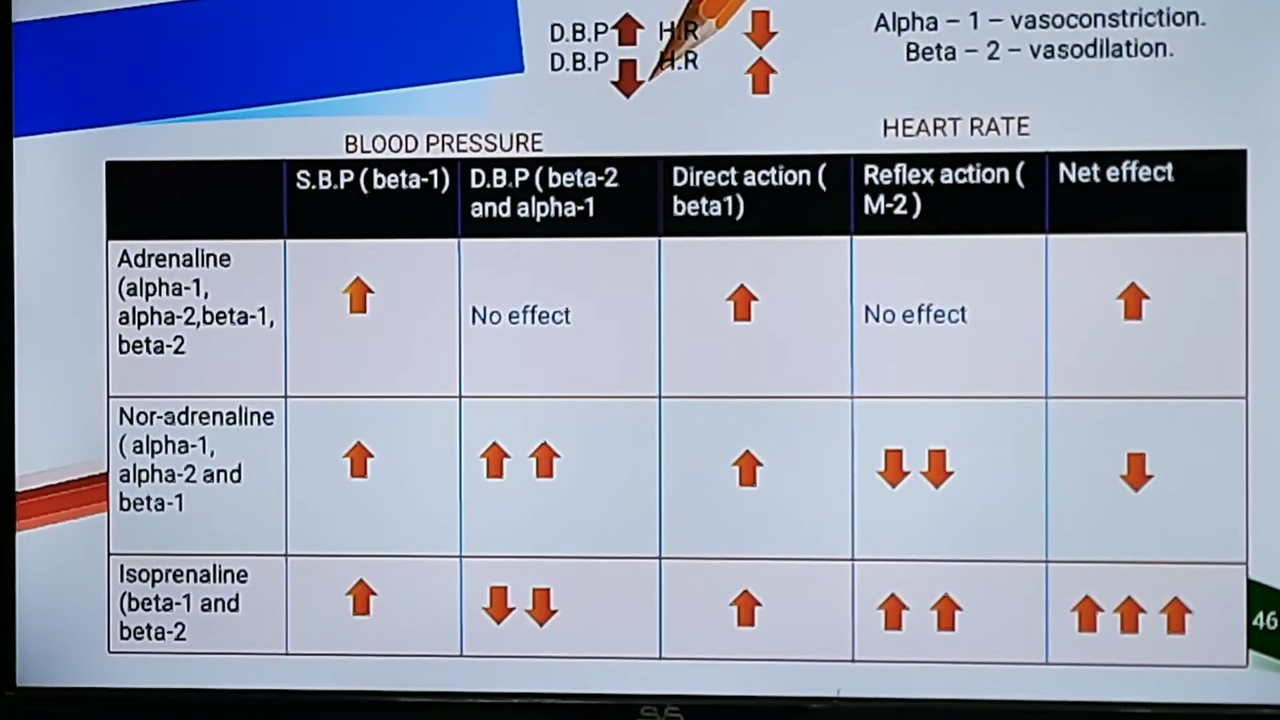 D.B.P H.R
D.B.P H.R
Alpha – 1 – vasoconstriction.
Beta – 2 – vasodilation.
BLOOD PRESSURE
HEART RATE
S.B.P ( beta-1)
D.B.P ( beta-2
and alpha-1
Direct action (
beta1)
Reflex action (
M-2 )
Net effect
Adrenaline
(alpha-1,
alpha-2,beta-1,
beta-2
No effect
No effect
Nor-adrenaline
( alpha-1,
alpha-2 and
beta-1
Isoprenaline
(beta-1 and
beta-2
46